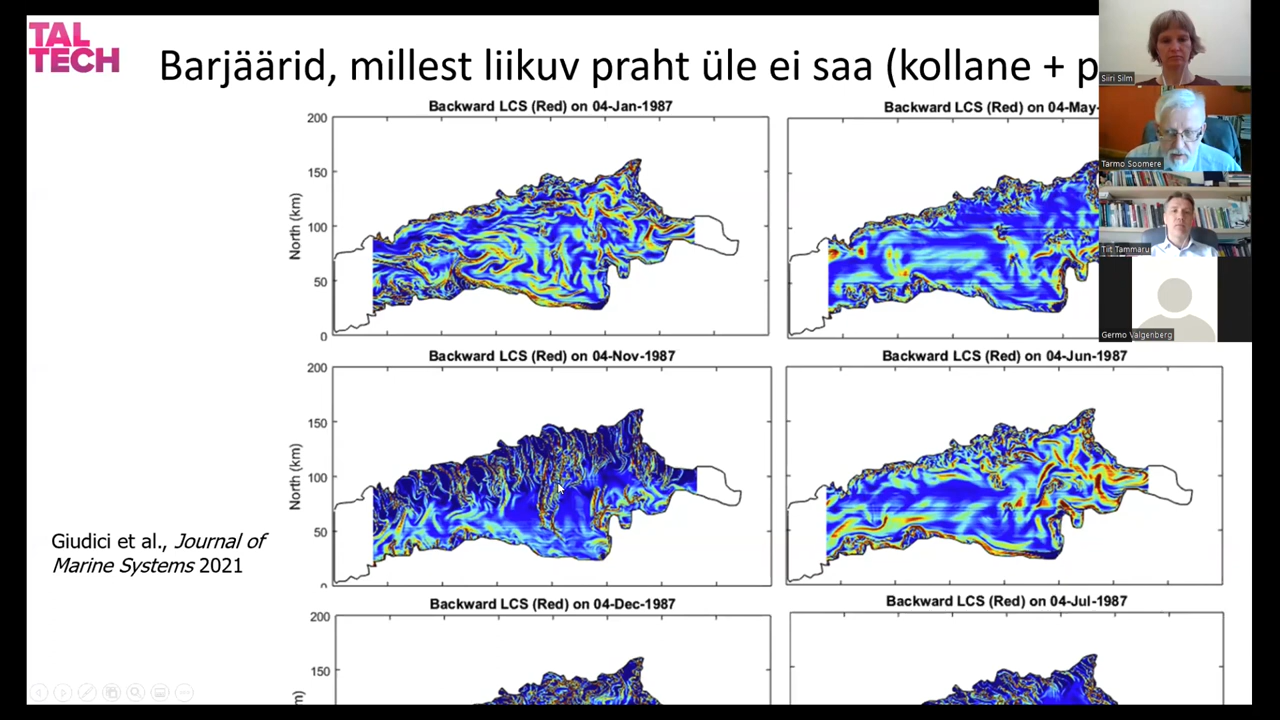 TAL
TECH
Barjäärid, millest liikuv praht üle ei saa (kollane + p
Siiri Silm
Tarmo Soomere
Tiit Tammaru
Germo Valgenberg
Backward LCS (Red) on 04-Jan-1987
Backward LCS (Red) on 04-May-
200
150
100
50
0
North (km)
Backward LCS (Red) on 04-Nov-1987
Backward LCS (Red) on 04-Jun-1987
200
150
100
50
0
North (km)
Giudici et al., Journal of
Marine Systems 2021
Backward LCS (Red) on 04-Dec-1987
Backward LCS (Red) on 04-Jul-1987
200
150
m)